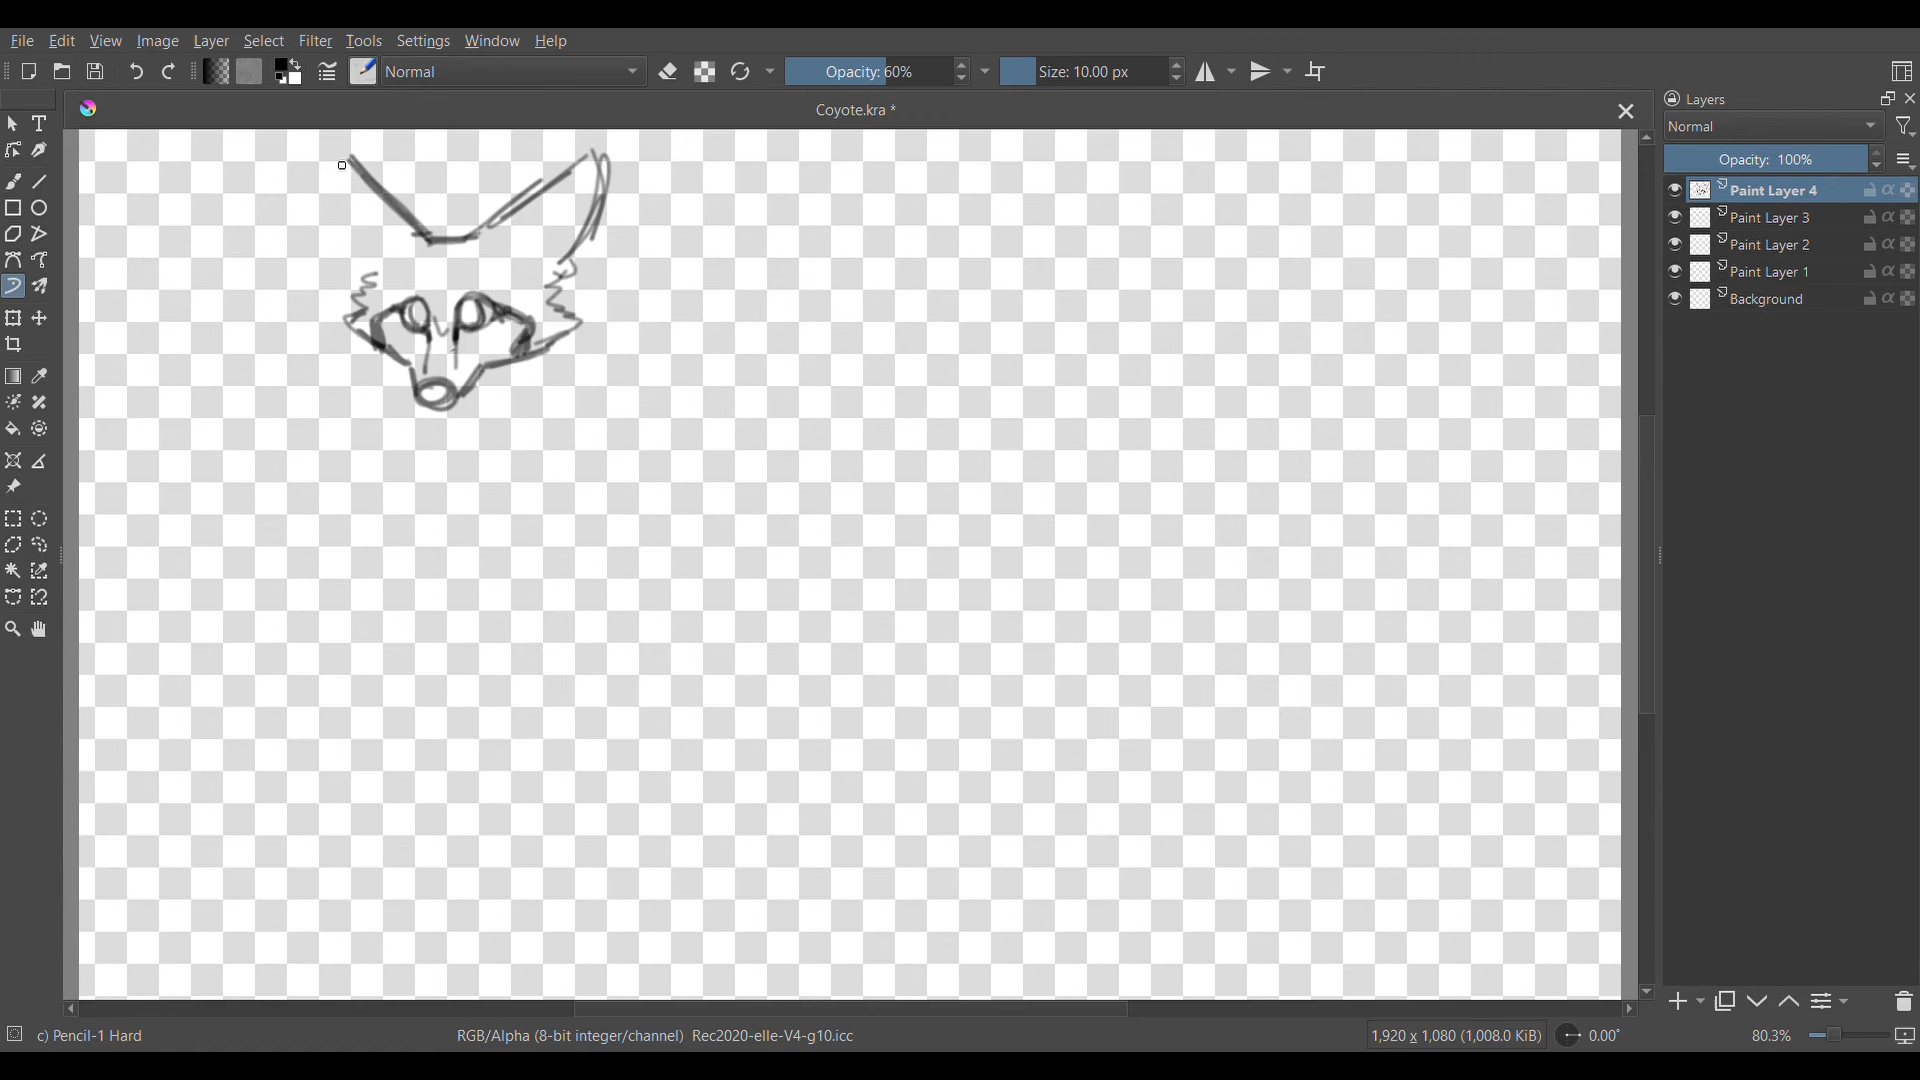 File Edit View Image Layer Select Filter Tools Settings Window Help
Normal Opacity: 60% Size: 10.00 px
Coyote.kra *
Layers
Normal
Opacity: 100%
Paint Layer 4
Paint Layer 3
Paint Layer 2
Paint Layer 1
Background
c) Pencil-1 Hard RGB/Alpha (8-bit integer/channel) Rec2020-elle-V4-g10.icc 1,920 x 1,080 (1,008.0 KiB) 0.00° 80.3%